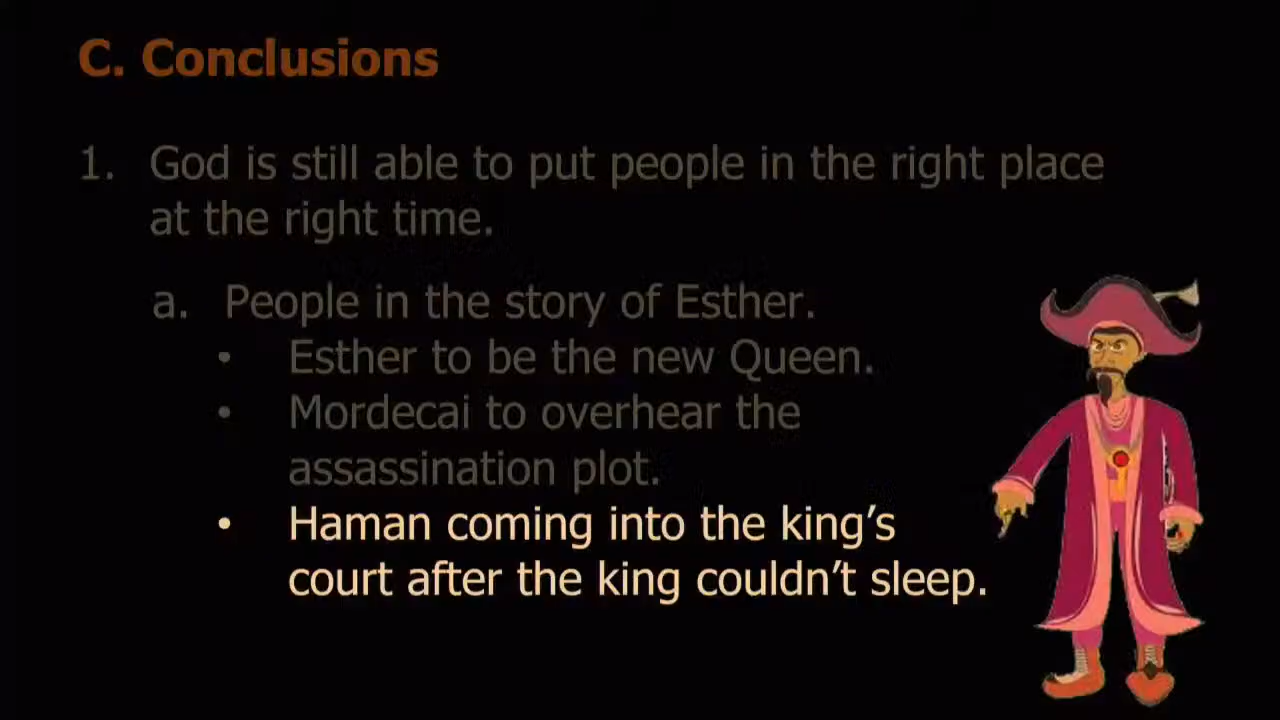 C. Conclusions
1. God is still able to put people in the right place
at the right time.
a. People in the story of Esther.
• Esther to be the new Queen.
• Mordecai to overhear the
assassination plot.
• Haman coming into the king’s
court after the king couldn’t sleep.